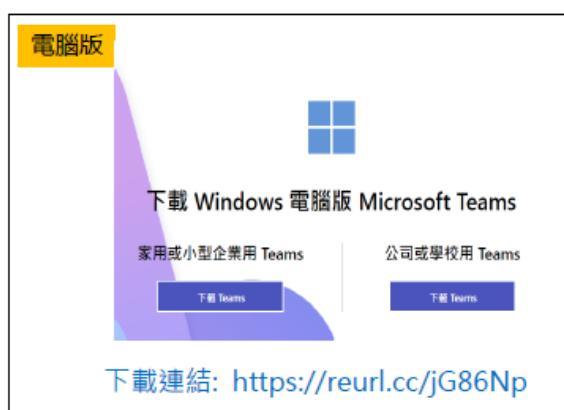 電腦版
下載 Windows 電腦版 Microsoft Teams
家用或小型企業用 Teams
公司或學校用 Teams
下載 Teams
下載 Teams
下載連結: https://reurl.cc/jG86Np